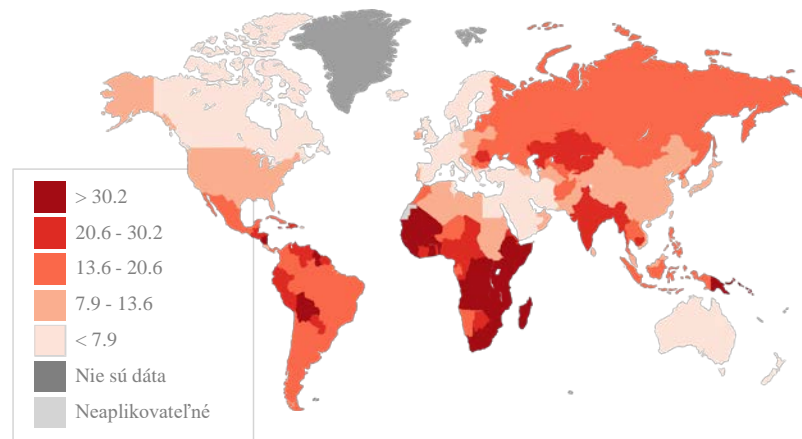 > 30.2
20.6 - 30.2
13.6 - 20.6
7.9 - 13.6
< 7.9
Nie sú dáta
Neaplikovateľné